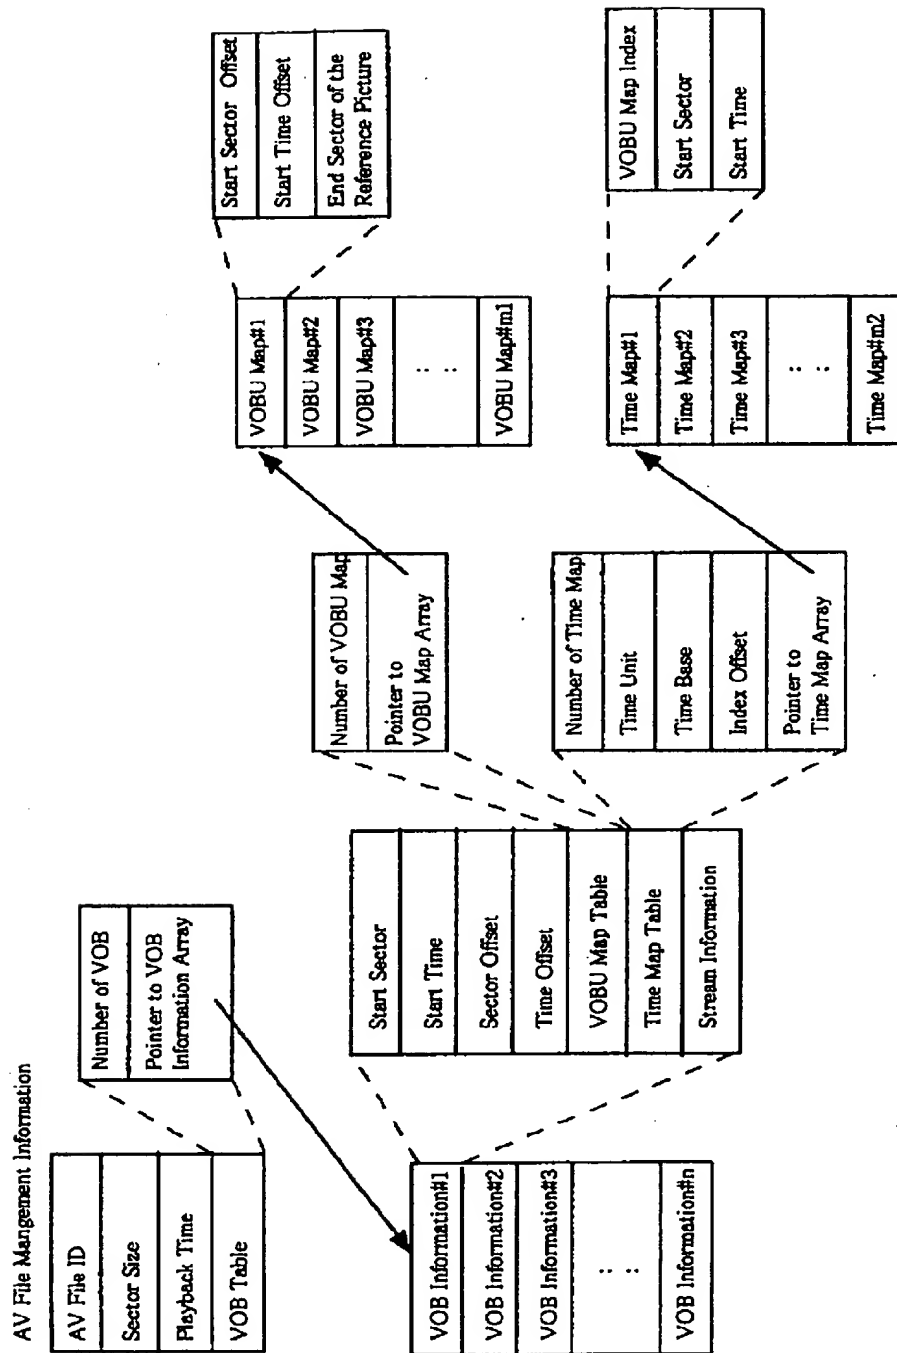 AV File Mangement Information
AV File ID
Sector Size
Playback Time
VOB Table
Number of VOB
Pointer to VOB
Information Array
VOB Information#1
VOB Information#2
VOB Information#3
: :
VOB Information#n
Start Sector
Start Time
Sector Offset
Time Offset
VOBU Map Table
Time Map Table
Stream Information
Number of VOBU Map
Pointer to
VOBU Map Array
Number of Time Map
Time Unit
Time Base
Index Offset
Pointer to
Time Map Array
VOBU Map#1
VOBU Map#2
VOBU Map#3
: :
VOBU Map#m1
Time Map#1
Time Map#2
Time Map#3
: :
Time Map#m2
Start Sector Offset
Start Time Offset
End Sector of the
Reference Picture
VOBU Map Index
Start Sector
Start Time